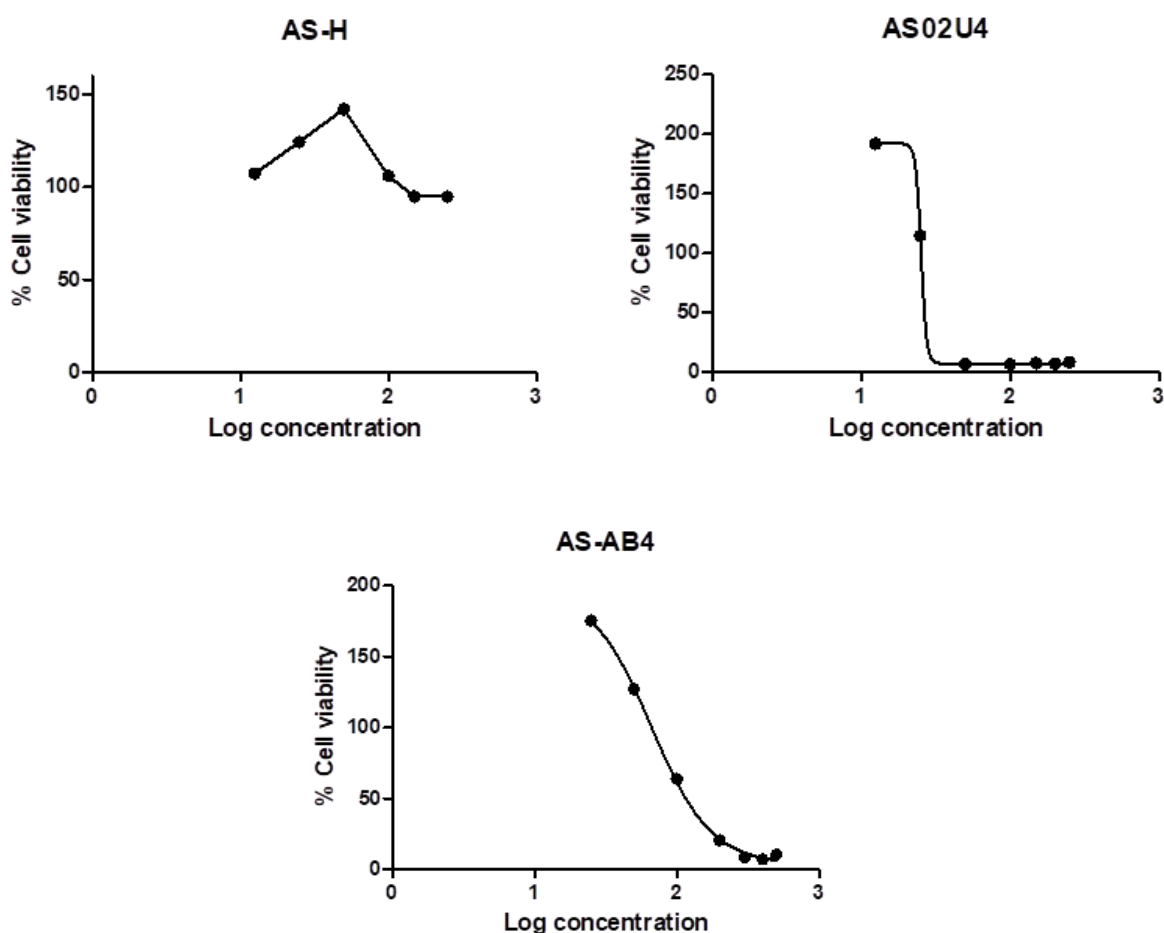 AS-H
150
100
50
0
% Cell viability
0 1 2 3
Log concentration
AS02U4
250
200
150
100
50
0
% Cell viability
0 1 2 3
Log concentration
AS-AB4
200
150
100
50
0
% Cell viability
0 1 2 3
Log concentration